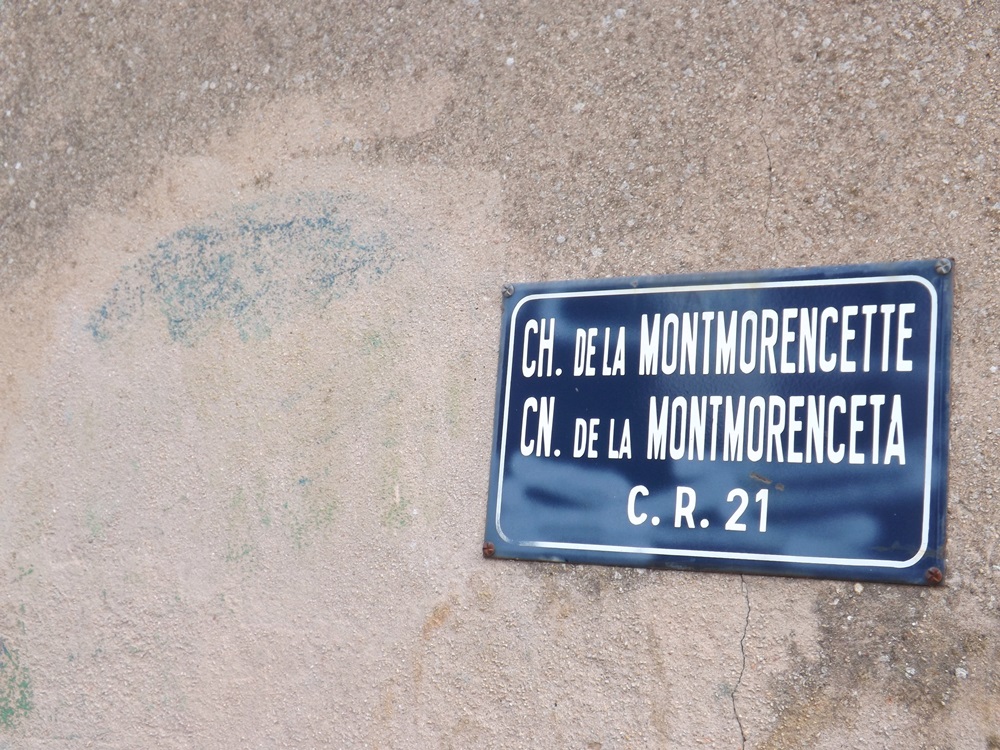 CH. DE LA MONTMORENCETTE
CN. DE LA MONTMORENCETA
C. R. 21